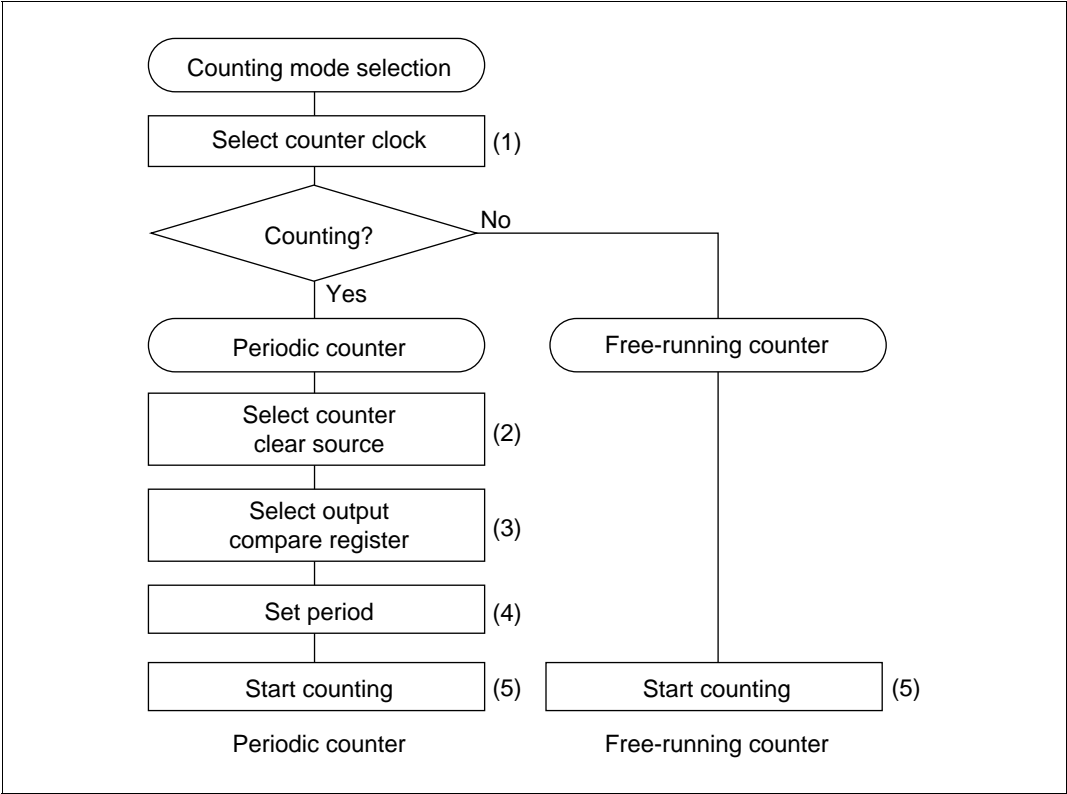 Counting mode selection
Select counter clock
(1)
Counting?
No
Yes
Periodic counter
Free-running counter
Select counter
clear source
(2)
Select output
compare register
(3)
Set period
(4)
Start counting
(5)
Start counting
(5)
Periodic counter
Free-running counter